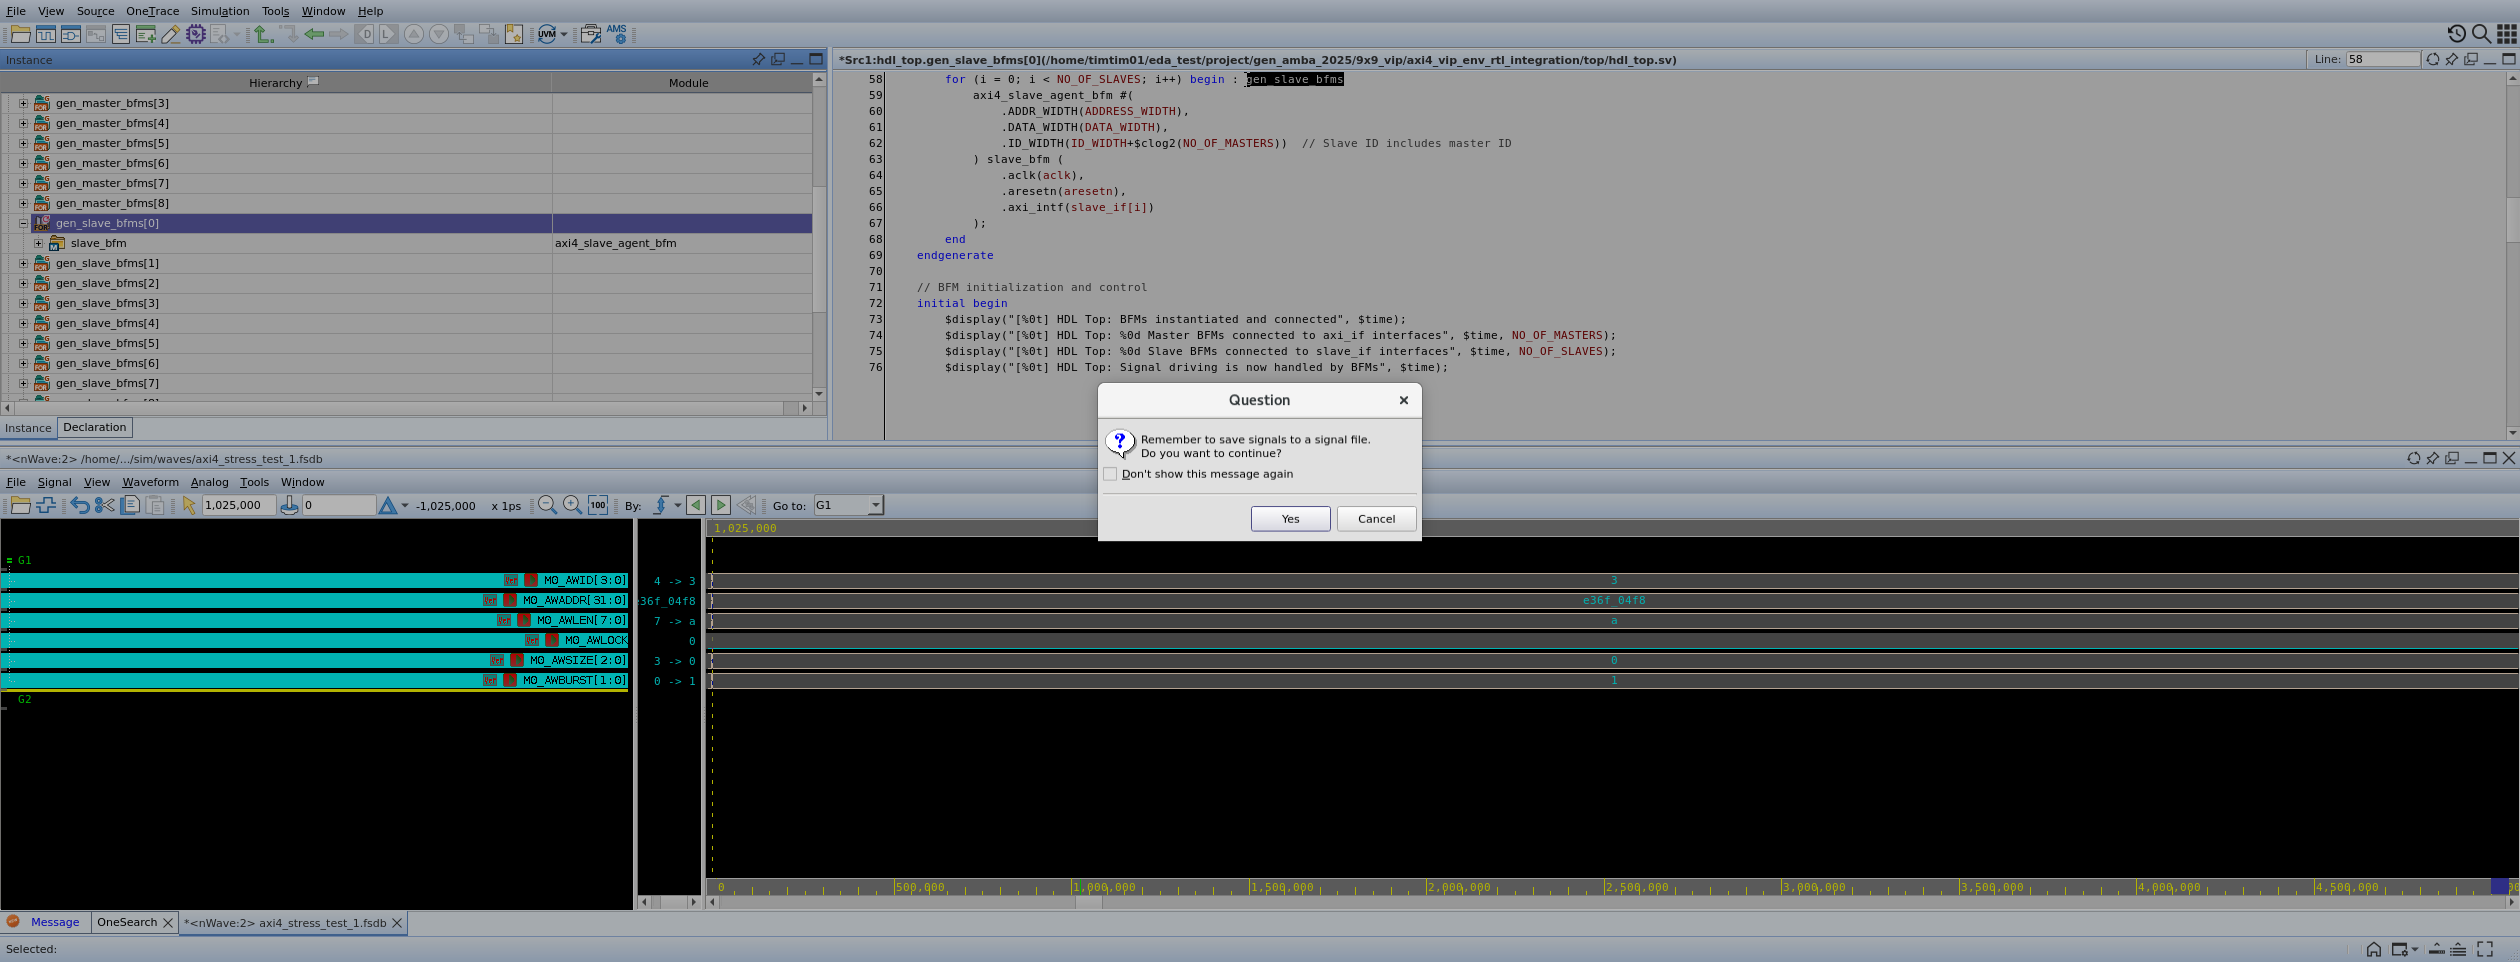 File View Source OneTrace Simulation Tools Window Help
UVM AMS
Instance
Hierarchy Module
gen_master_bfms[3]
gen_master_bfms[4]
gen_master_bfms[5]
gen_master_bfms[6]
gen_master_bfms[7]
gen_master_bfms[8]
gen_slave_bfms[0]
slave_bfm axi4_slave_agent_bfm
gen_slave_bfms[1]
gen_slave_bfms[2]
gen_slave_bfms[3]
gen_slave_bfms[4]
gen_slave_bfms[5]
gen_slave_bfms[6]
gen_slave_bfms[7]
Instance Declaration
*Src1:hdl_top.gen_slave_bfms[0](/home/timtim01/eda_test/project/gen_amba_2025/9x9_vip/axi4_vip_env_rtl_integration/top/hdl_top.sv) Line: 58
58 for (i = 0; i < NO_OF_SLAVES; i++) begin : gen_slave_bfms
59 axi4_slave_agent_bfm #(
60 .ADDR_WIDTH(ADDRESS_WIDTH),
61 .DATA_WIDTH(DATA_WIDTH),
62 .ID_WIDTH(ID_WIDTH+$clog2(NO_OF_MASTERS)) // Slave ID includes master ID
63 ) slave_bfm (
64 .aclk(aclk),
65 .aresetn(aresetn),
66 .axi_intf(slave_if[i])
67 );
68 end
69 endgenerate
70
71 // BFM initialization and control
72 initial begin
73 $display("[%0t] HDL Top: BFMs instantiated and connected", $time);
74 $display("[%0t] HDL Top: %0d Master BFMs connected to axi_if interfaces", $time, NO_OF_MASTERS);
75 $display("[%0t] HDL Top: %0d Slave BFMs connected to slave_if interfaces", $time, NO_OF_SLAVES);
76 $display("[%0t] HDL Top: Signal driving is now handled by BFMs", $time);
Question
Remember to save signals to a signal file.
Do you want to continue?
Don't show this message again
Yes Cancel
*<nWave:2> /home/.../sim/waves/axi4_stress_test_1.fsdb
File Signal View Waveform Analog Tools Window
1,025,000 0 -1,025,000 x 1ps 100 By: Go to: G1
1,025,000
G1
M0_AWID[3:0] 4 -> 3 3
M0_AWADDR[31:0] 36f_04f8 e36f_04f8
M0_AWLEN[7:0] 7 -> a a
M0_AWLOCK 0
M0_AWSIZE[2:0] 3 -> 0 0
M0_AWBURST[1:0] 0 -> 1 1
G2
0 500,000 1,000,000 1,500,000 2,000,000 2,500,000 3,000,000 3,500,000 4,000,000 4,500,000
Message OneSearch *<nWave:2> axi4_stress_test_1.fsdb
Selected: